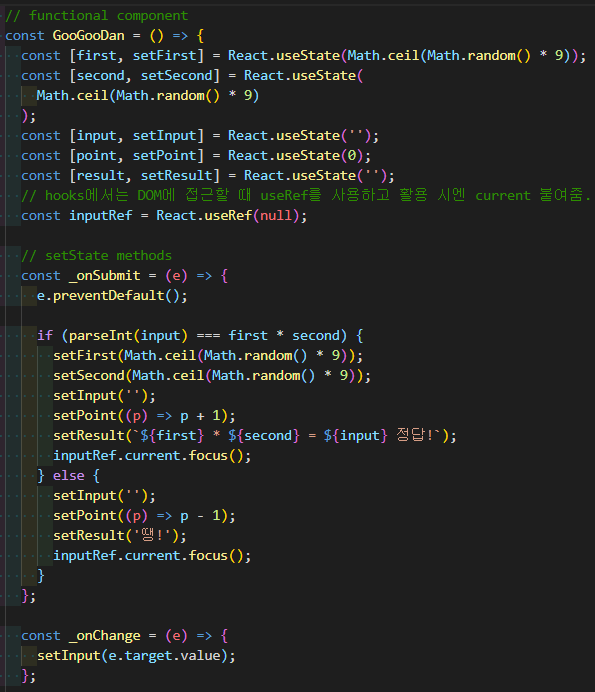 // functional component
const GooGooDan = () => {
const [first, setFirst] = React.useState(Math.ceil(Math.random() * 9));
const [second, setSecond] = React.useState(
Math.ceil(Math.random() * 9)
);
const [input, setInput] = React.useState('');
const [point, setPoint] = React.useState(0);
const [result, setResult] = React.useState('');
// hooks에서는 DOM에 접근할 때 useRef를 사용하고 활용 시엔 current 붙여줌.
const inputRef = React.useRef(null);
// setState methods
const _onSubmit = (e) => {
e.preventDefault();
if (parseInt(input) === first * second) {
setFirst(Math.ceil(Math.random() * 9));
setSecond(Math.ceil(Math.random() * 9));
setInput('');
setPoint((p) => p + 1);
setResult(`${first} * ${second} = ${input} 정답!`);
inputRef.current.focus();
} else {
setInput('');
setPoint((p) => p - 1);
setResult('땡!');
inputRef.current.focus();
}
};
const _onChange = (e) => {
setInput(e.target.value);
};